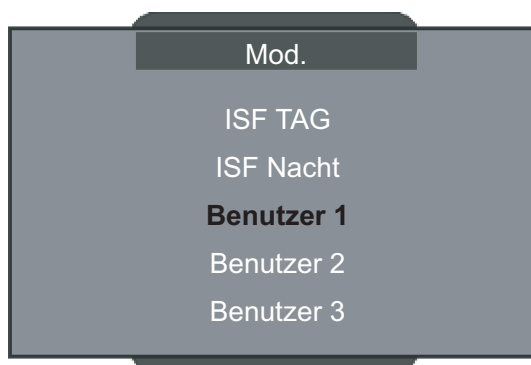 Mod.
ISF TAG
ISF Nacht
Benutzer 1
Benutzer 2
Benutzer 3